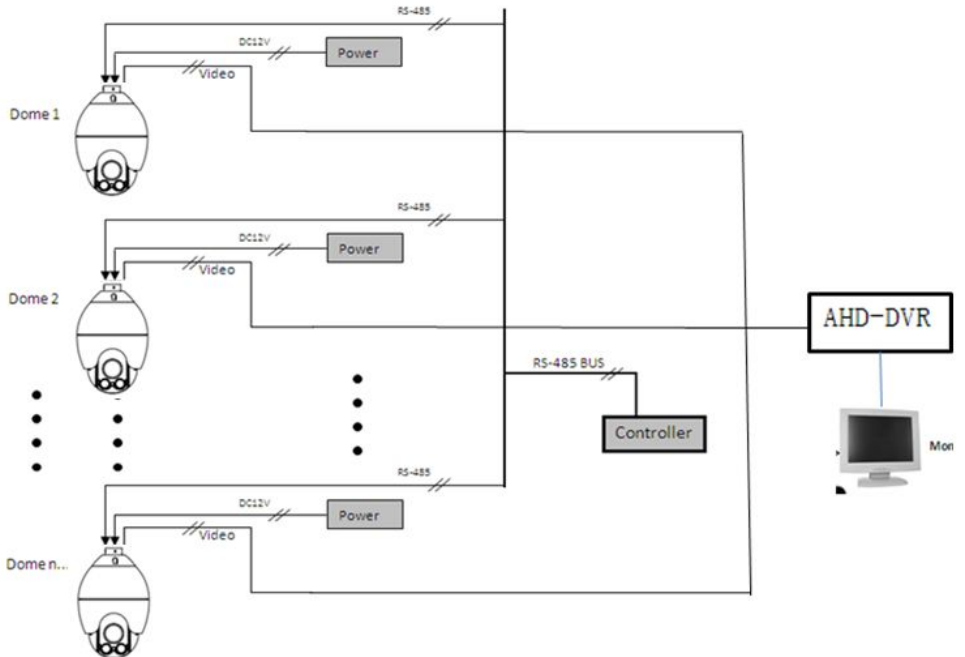 RS-485
DC12V
Power
Video
Dome 1
RS-485
DC12V
Power
Video
Dome 2
AHD-DVR
RS-485 BUS
Controller
Mon
RS-485
DC12V
Power
Video
Dome n...